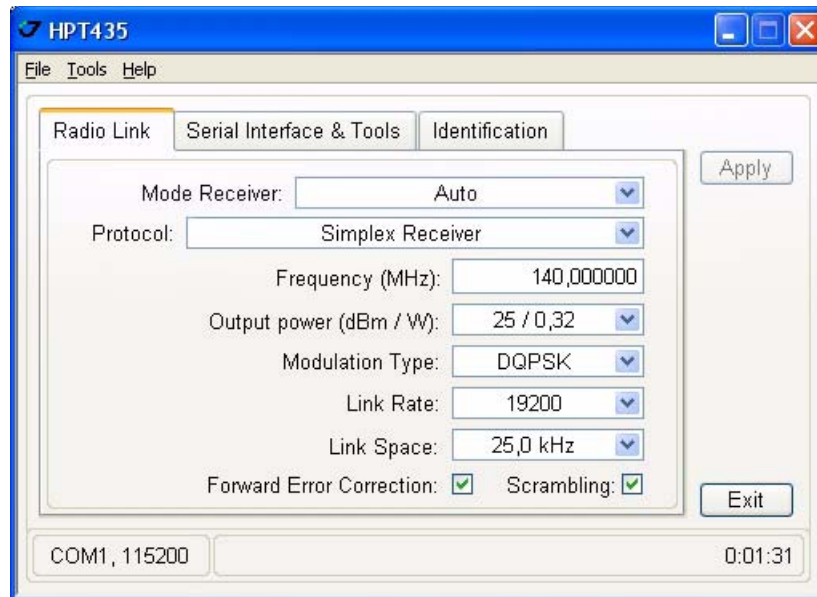 HPT435
File Tools Help
Radio Link Serial Interface & Tools Identification
Apply
Mode Receiver: Auto
Protocol: Simplex Receiver
Frequency (MHz): 140,000000
Output power (dBm / W): 25 / 0,32
Modulation Type: DQPSK
Link Rate: 19200
Link Space: 25,0 kHz
Forward Error Correction: Scrambling:
Exit
COM1, 115200 0:01:31